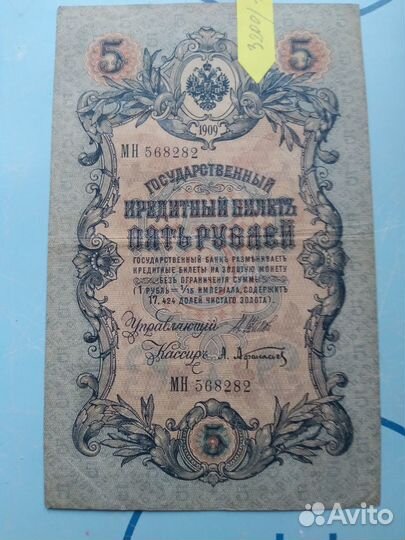 5
3200/-
5
1909
МН 568282
ГОСУДАРСТВЕННЫЙ
КРЕДИТНЫЙ БИЛЕТЪ
ПЯТЬ РУБЛЕЙ
ГОСУДАРСТВЕННЫЙ БАНКЪ РАЗМѢНИВАЕТЪ
КРЕДИТНЫЕ БИЛЕТЫ НА ЗОЛОТУЮ МОНЕТУ
БЕЗЪ ОГРАНИЧЕНІЯ СУММЫ
(1 РУБЛЬ = 1/15 ИМПЕРІАЛА, СОДЕРЖИТЪ
17,424 ДОЛЕЙ ЧИСТАГО ЗОЛОТА).
Управляющій
Кассиръ
МН 568282
5
Avito